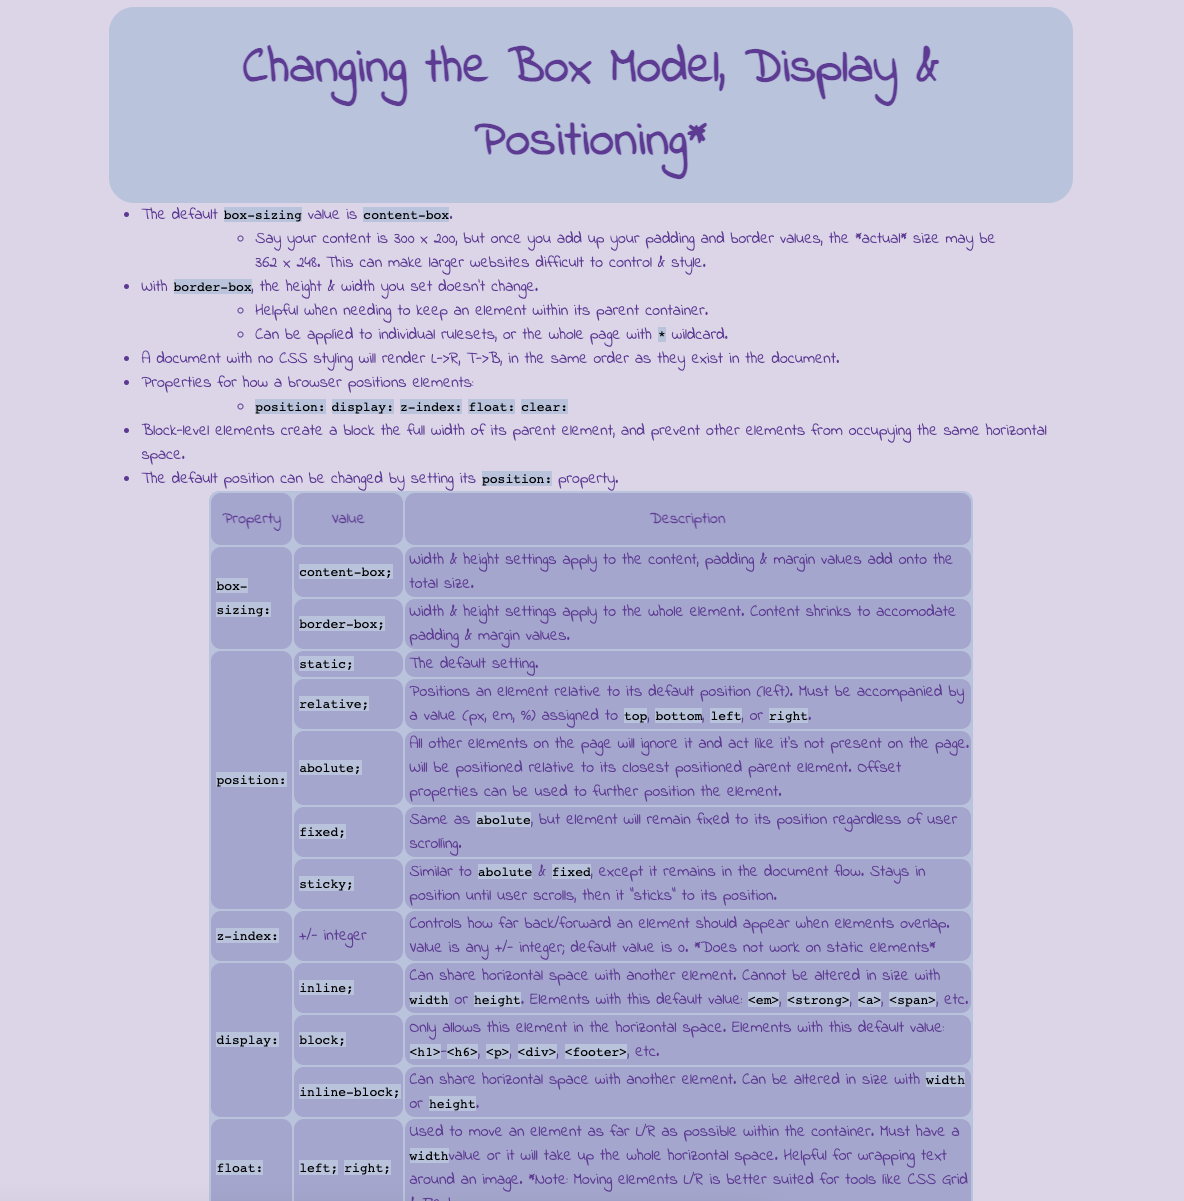 Changing the Box Model, Display &
Positioning*
The default box-sizing value is content-box.
Say your content is 300 x 200, but once you add up your padding and border values, the *actual* size may be
362 x 248. This can make larger websites difficult to control & style.
With border-box, the height & width you set doesn't change.
Helpful when needing to keep an element within its parent container.
Can be applied to individual rulesets, or the whole page with * wildcard.
A document with no CSS styling will render L->R, T->B, in the same order as they exist in the document.
Properties for how a browser positions elements:
position: display: z-index: float: clear:
Block-level elements create a block the full width of its parent element, and prevent other elements from occupying the same horizontal
space.
The default position can be changed by setting its position: property.
Property Value Description
box-
sizing:
content-box;
Width & height settings apply to the content, padding & margin values add onto the
total size.
border-box;
Width & height settings apply to the whole element. Content shrinks to accomodate
padding & margin values.
position:
static;
The default setting.
relative;
Positions an element relative to its default position (left). Must be accompanied by
a value (px, em, %) assigned to top, bottom, left, or right.
abolute;
All other elements on the page will ignore it and act like it's not present on the page.
Will be positioned relative to its closest positioned parent element. Offset
properties can be used to further position the element.
fixed;
Same as abolute, but element will remain fixed to its position regardless of user
scrolling.
sticky;
Similar to abolute & fixed, except it remains in the document flow. Stays in
position until user scrolls, then it "sticks" to its position.
z-index:
+/- integer
Controls how far back/forward an element should appear when elements overlap.
Value is any +/- integer; default value is 0. *Does not work on static elements*
display:
inline;
Can share horizontal space with another element. Cannot be altered in size with
width or height. Elements with this default value: <em>, <strong>, <a>, <span>, etc.
block;
Only allows this element in the horizontal space. Elements with this default value:
<h1>-<h6>, <p>, <div>, <footer>, etc.
inline-block;
Can share horizontal space with another element. Can be altered in size with width
or height.
float:
left; right;
Used to move an element as far L/R as possible within the container. Must have a
widthvalue or it will take up the whole horizontal space. Helpful for wrapping text
around an image. *Note: Moving elements L/R is better suited for tools like CSS Grid